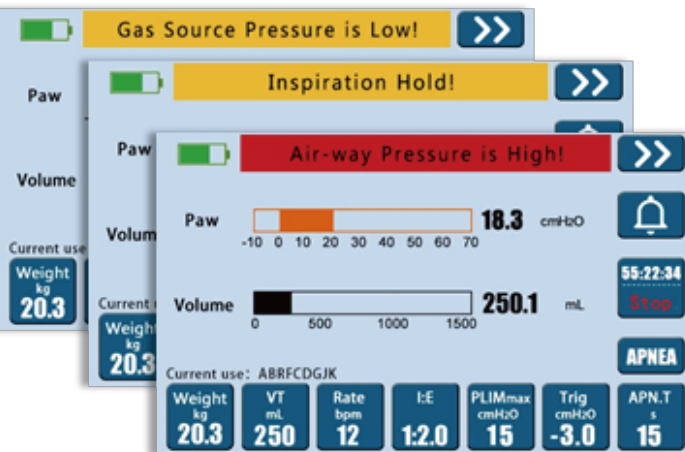 Gas Source Pressure is Low!
Paw
Volume
Current use
Weight
kg
20.3
Inspiration Hold!
Paw
Volum
Current
Weight
kg
20.3
Air-way Pressure is High!
Paw
18.3 cmH2O
-10 0 10 20 30 40 50 60 70
Volume
250.1 mL
0 500 1000 1500
55:22:34
Stop
APNEA
Current use: ABRFCDGJK
Weight kg 20.3
VT mL 250
Rate bpm 12
I:E 1:2.0
PLIMmax cmH2O 15
Trig cmH2O -3.0
APN.T s 15